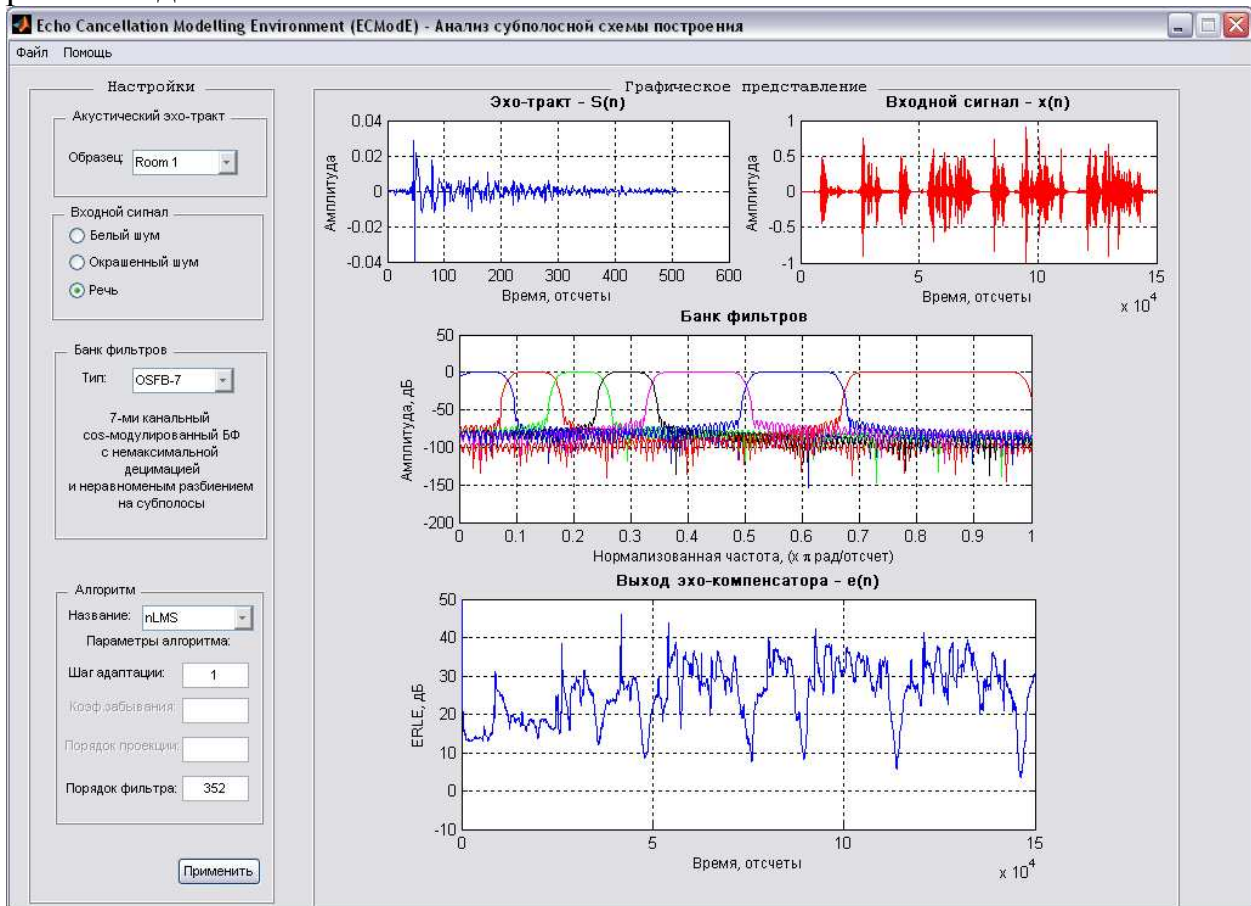 Echo Cancellation Modelling Environment (ECModE) - Анализ субполосной схемы построения
Файл Помощь
Настройки
Акустический эхо-тракт
Образец: Room 1
Входной сигнал
Белый шум
Окрашенный шум
Речь
Банк фильтров
Тип: OSFB-7
7-ми канальный
cos-модулированный БФ
с немаксимальной
децимацией
и неравноменым разбиением
на субполосы
Алгоритм
Название: nLMS
Параметры алгоритма:
Шаг адаптации: 1
Коэф.забывания:
Порядок проекции:
Порядок фильтра: 352
Применить
Графическое представление
Эхо-тракт - S(n)
Амплитуда
0.04
0.02
0
-0.02
-0.04
0 100 200 300 400 500 600
Время, отсчеты
Входной сигнал - x(n)
Амплитуда
1
0.5
0
-0.5
-1
0 5 10 15
Время, отсчеты
x 10^4
Банк фильтров
Амплитуда, дБ
50
0
-50
-100
-150
-200
0 0.1 0.2 0.3 0.4 0.5 0.6 0.7 0.8 0.9 1
Нормализованная частота, (x π рад/отсчет)
Выход эхо-компенсатора - e(n)
ERLE, дБ
50
40
30
20
10
0
-10
0 5 10 15
Время, отсчеты
x 10^4